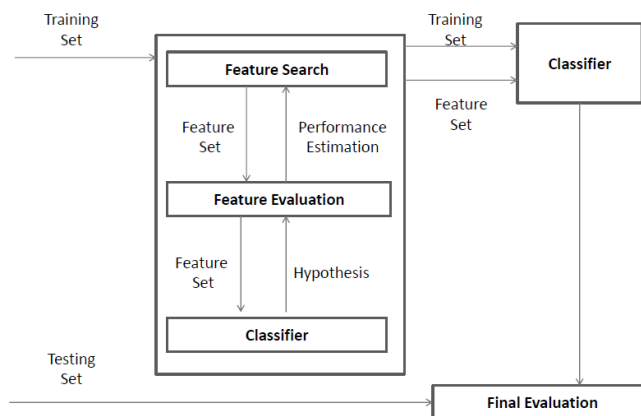 Training
Set
Feature Search
Training
Set
Classifier
Feature
Set
Feature
Set
Performance
Estimation
Feature Evaluation
Feature
Set
Hypothesis
Classifier
Testing
Set
Final Evaluation